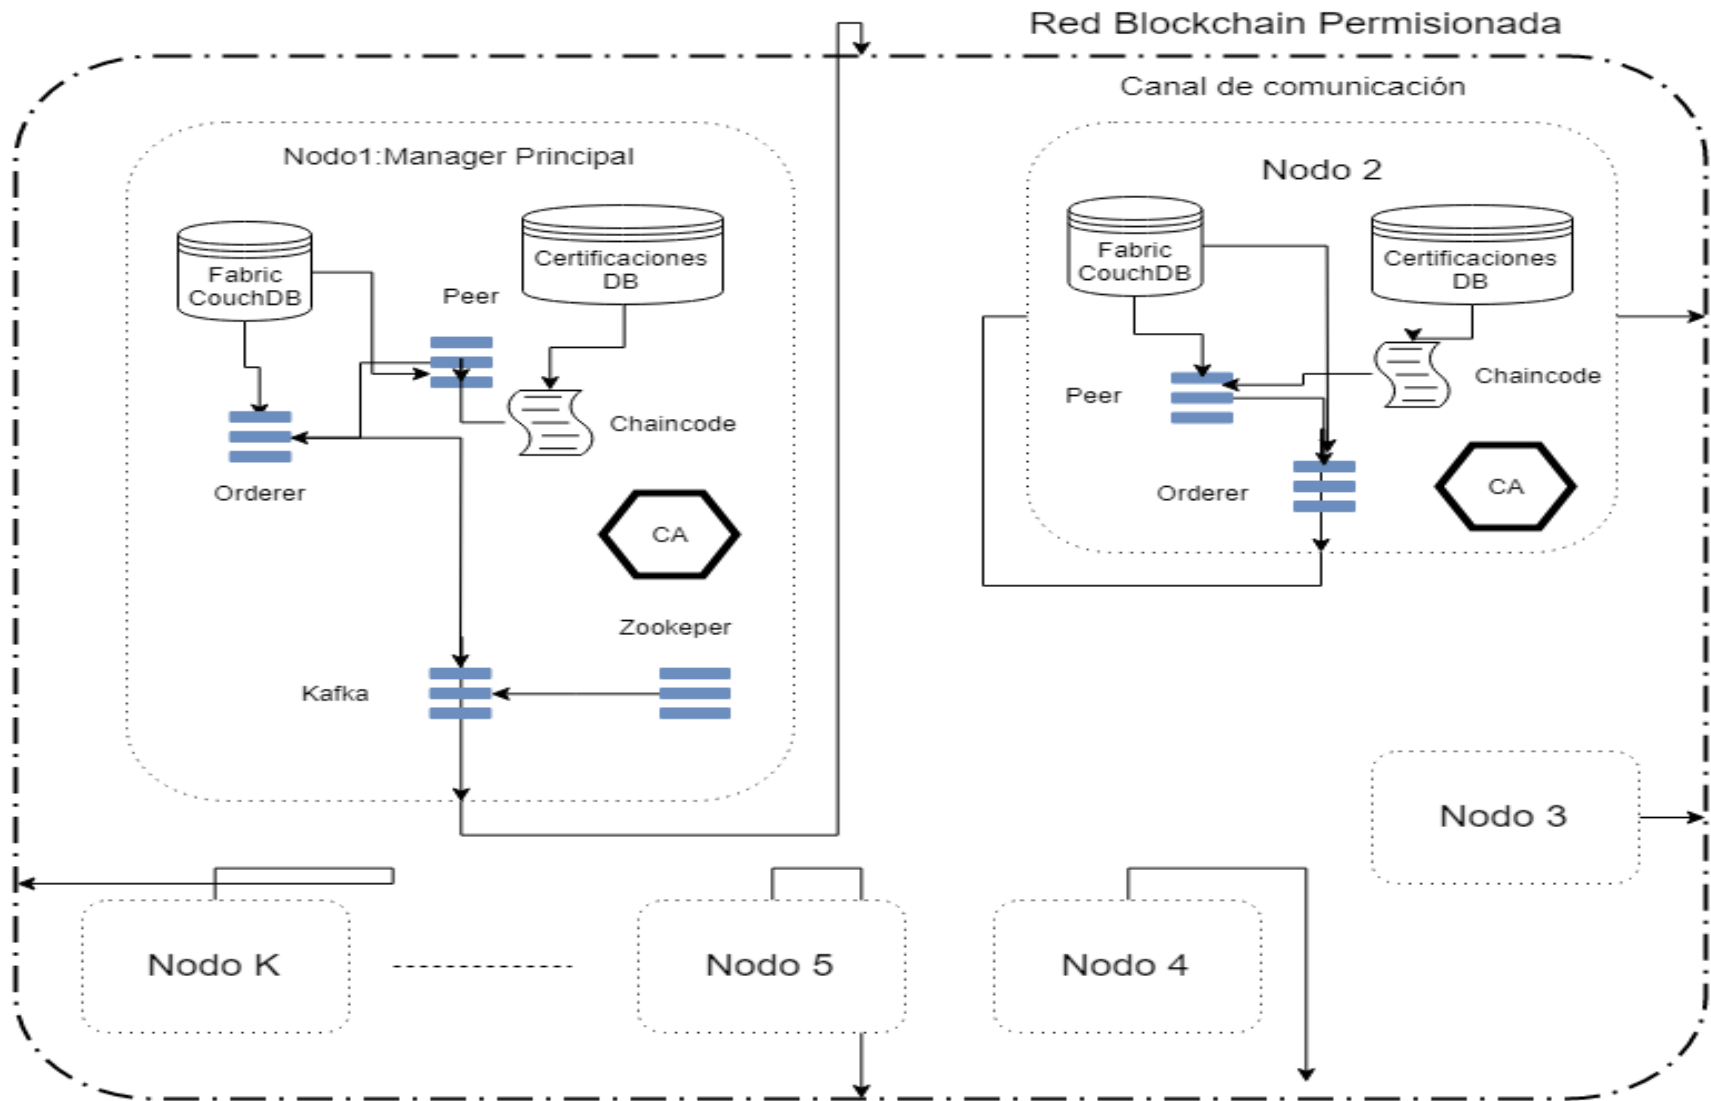 Red Blockchain Permisionada
Canal de comunicación
Nodo1:Manager Principal
Fabric
CouchDB
Peer
Certificaciones
DB
Chaincode
Orderer
CA
Zookeper
Kafka
Nodo 2
Fabric
CouchDB
Certificaciones
DB
Peer
Chaincode
Orderer
CA
Nodo 3
Nodo K
Nodo 5
Nodo 4